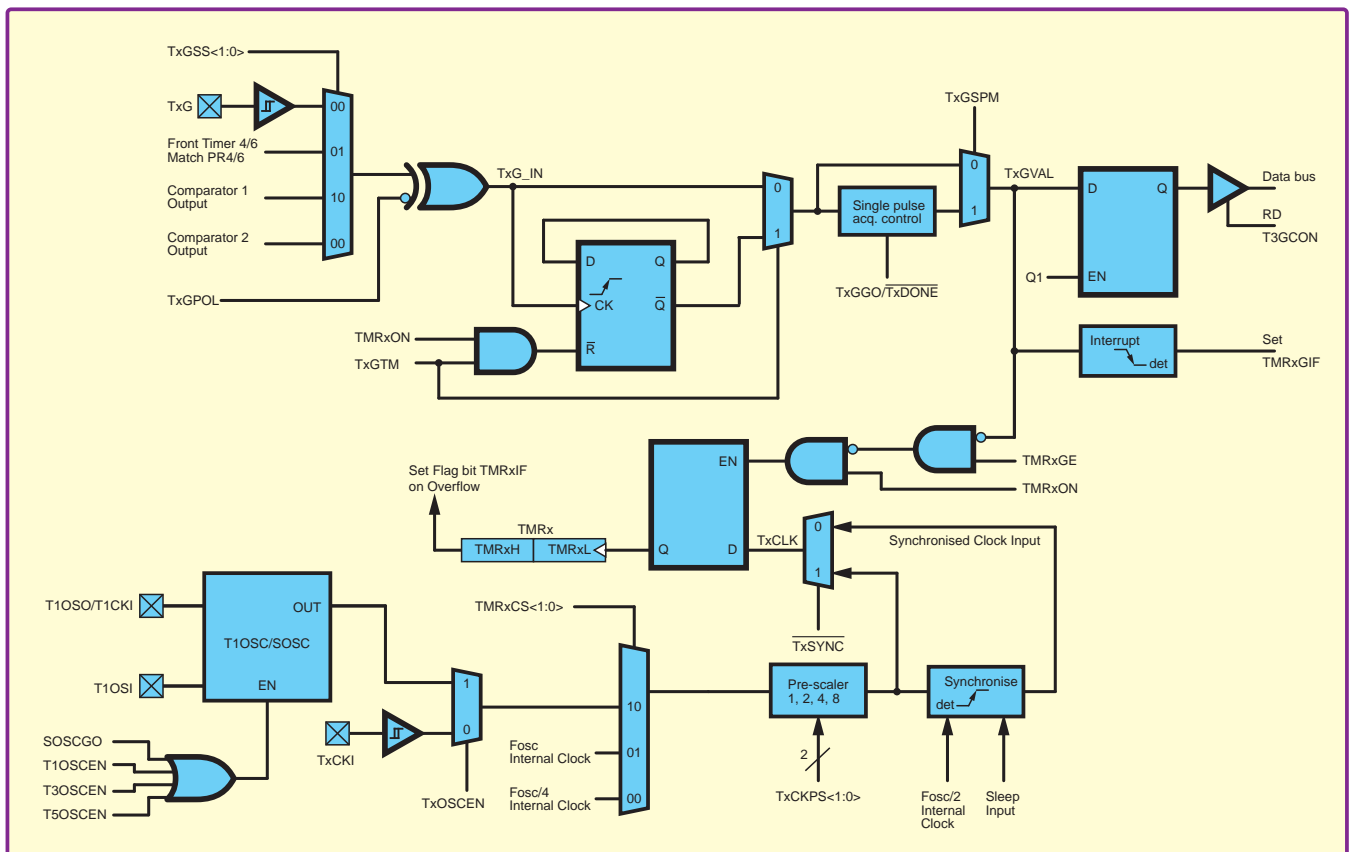 TxGSS<1:0>
TxG
00
Front Timer 4/6
Match PR4/6
01
Comparator 1
Output
10
Comparator 2
Output
00
TxGPOL
TxG_IN
D
Q
CK
Q̅
R̅
TMRxON
TxGTM
0
1
Single pulse
acq. control
TxGGO/T̅x̅D̅O̅N̅E̅
TxGSPM
0
1
TxGVAL
D
Q
EN
Q1
Data bus
RD
T3GCON
Interrupt
det
Set
TMRxGIF
TMRxGE
TMRxON
EN
Q
D
Set Flag bit TMRxIF
on Overflow
TMRx
TMRxH
TMRxL
TxCLK
0
1
Synchronised Clock Input
T̅x̅S̅Y̅N̅C̅
T1OSO/T1CKI
T1OSI
OUT
T1OSC/SOSC
EN
SOSCGO
T1OSCEN
T3OSCEN
T5OSCEN
TxCKI
1
0
TxOSCEN
TMRxCS<1:0>
10
Fosc
Internal Clock
01
Fosc/4
Internal Clock
00
Pre-scaler
1, 2, 4, 8
2
TxCKPS<1:0>
Synchronise
det
Fosc/2
Internal
Clock
Sleep
Input